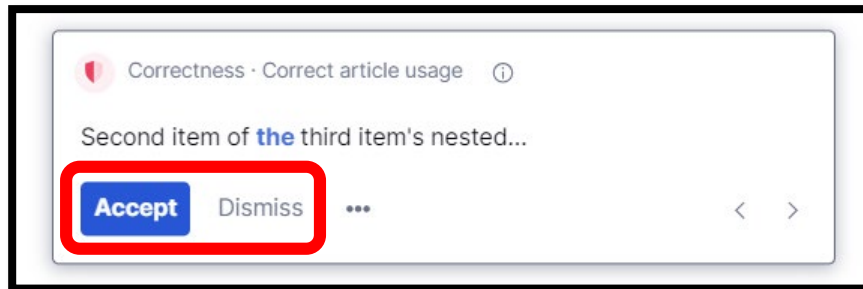 Correctness · Correct article usage
Second item of the third item's nested...
Accept Dismiss •••